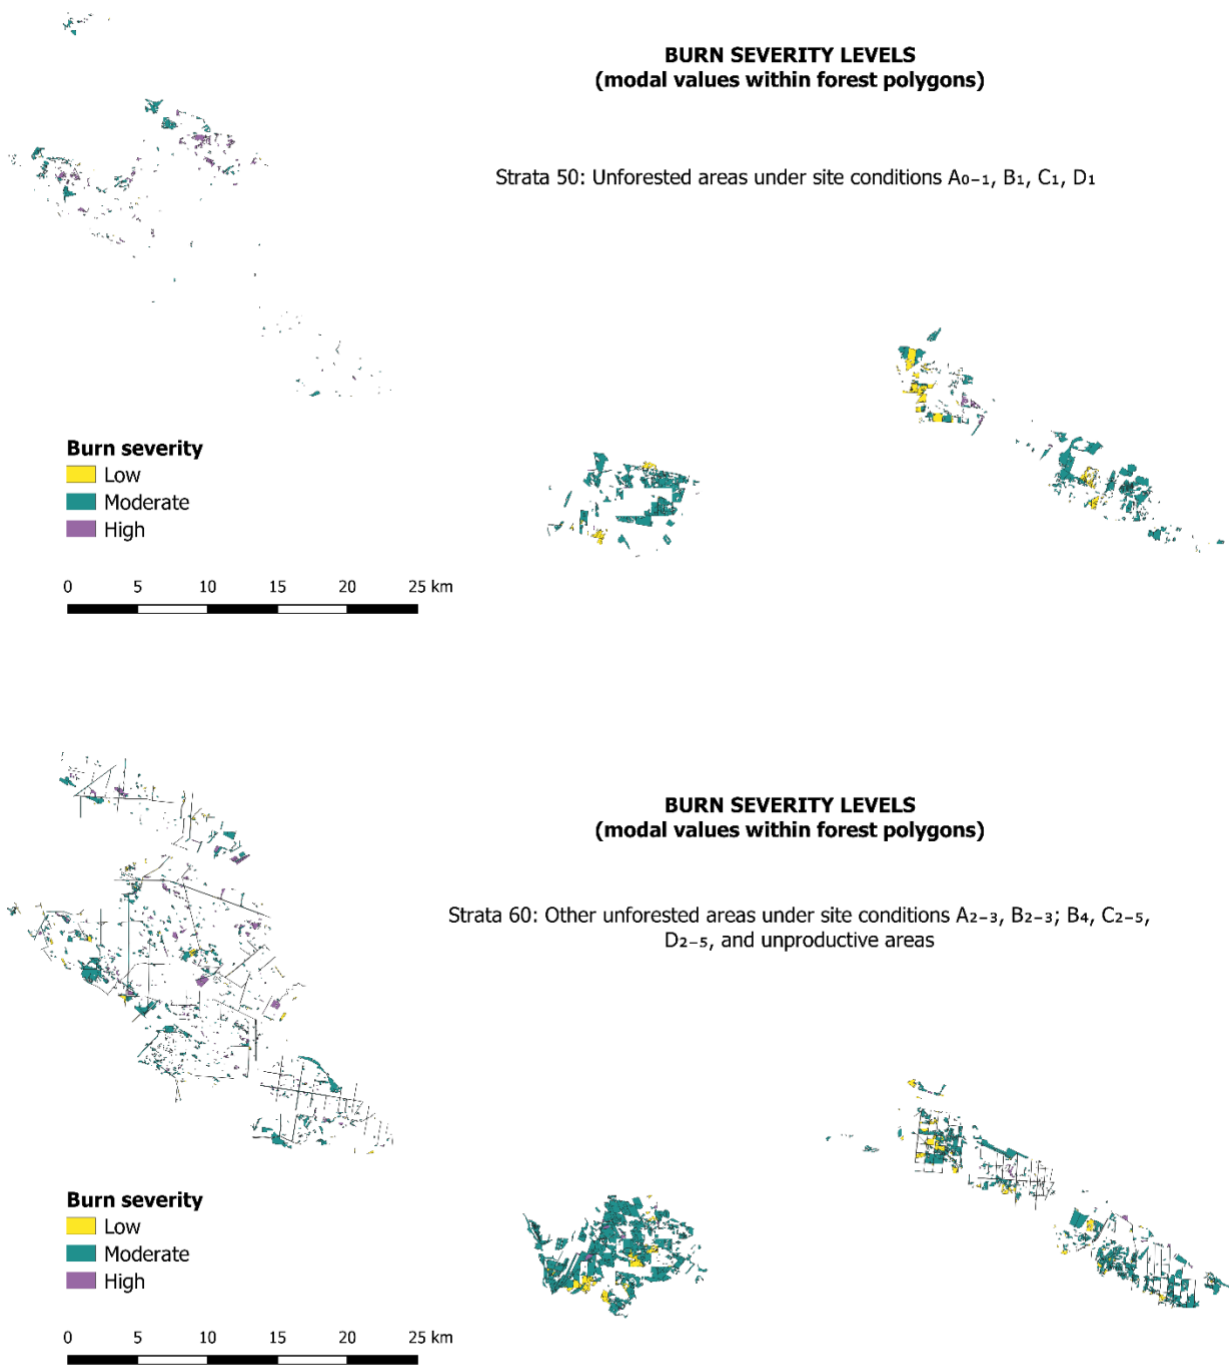 BURN SEVERITY LEVELS
(modal values within forest polygons)
Strata 50: Unforested areas under site conditions A₀₋₁, B₁, C₁, D₁
Burn severity
Low
Moderate
High
0 5 10 15 20 25 km
BURN SEVERITY LEVELS
(modal values within forest polygons)
Strata 60: Other unforested areas under site conditions A₂₋₃, B₂₋₃; B₄, C₂₋₅,
D₂₋₅, and unproductive areas
Burn severity
Low
Moderate
High
0 5 10 15 20 25 km